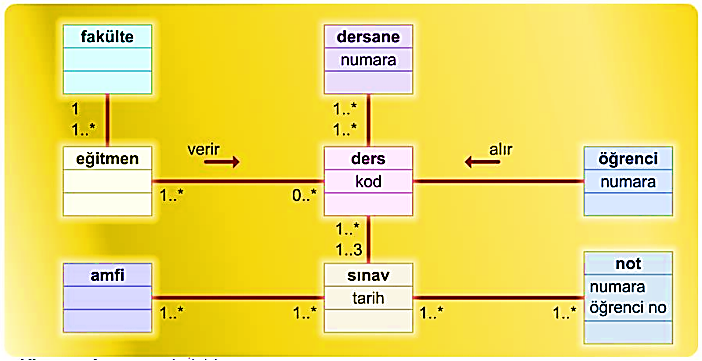 fakülte
dersane
numara
1
1..*
1..*
1..*
eğitmen
verir
ders
kod
alır
öğrenci
numara
1..*
0..*
1..*
1..3
amfi
sınav
tarih
not
numara
öğrenci no
1..*
1..*
1..*
1..*